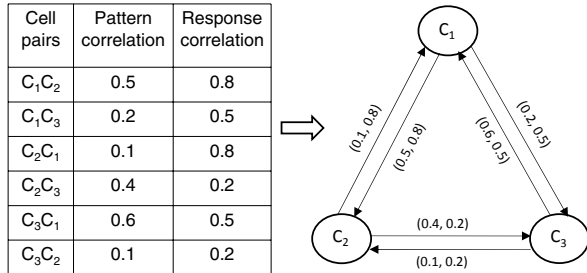 Cell pairs Pattern correlation Response correlation
C₁C₂ 0.5 0.8
C₁C₃ 0.2 0.5
C₂C₁ 0.1 0.8
C₂C₃ 0.4 0.2
C₃C₁ 0.6 0.5
C₃C₂ 0.1 0.2
C₁
(0.1, 0.8)
(0.5, 0.8)
(0.6, 0.5)
(0.2, 0.5)
C₂
(0.4, 0.2)
(0.1, 0.2)
C₃